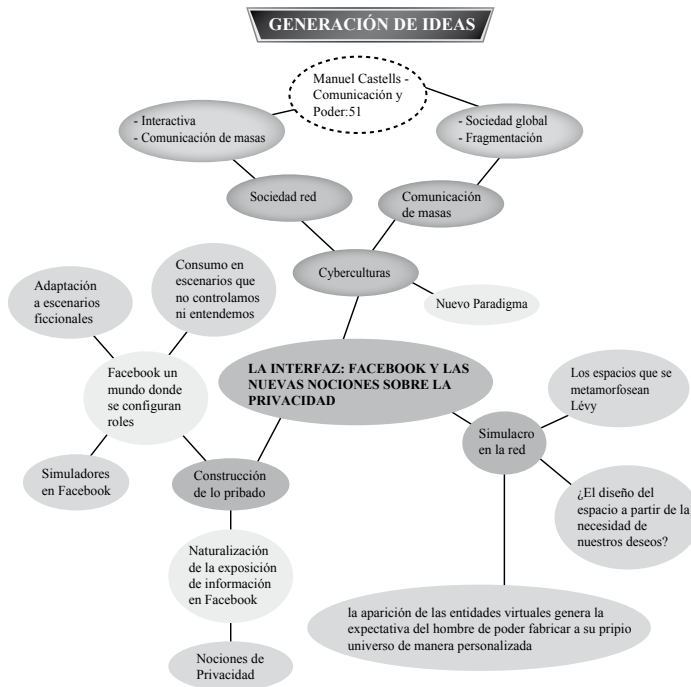 GENERACIÓN DE IDEAS
Manuel Castells -
Comunicación y
Poder:51
- Interactiva
- Comunicación de masas
- Sociedad global
- Fragmentación
Sociedad red
Comunicación
de masas
Cyberculturas
Nuevo Paradigma
Adaptación
a escenarios
ficcionales
Consumo en
escenarios que
no controlamos
ni entendemos
Facebook un
mundo donde
se configuran
roles
LA INTERFAZ: FACEBOOK Y LAS
NUEVAS NOCIONES SOBRE LA
PRIVACIDAD
Los espacios que se
metamorfosean
Lévy
Simulacro
en la red
Simuladores
en Facebook
Construcción
de lo pribado
¿El diseño del
espacio a partir de la
necesidad de
nuestros deseos?
Naturalización
de la exposición
de información
en Facebook
la aparición de las entidades virtuales genera la
expectativa del hombre de poder fabricar a su pripio
universo de manera personalizada
Nociones de
Privacidad